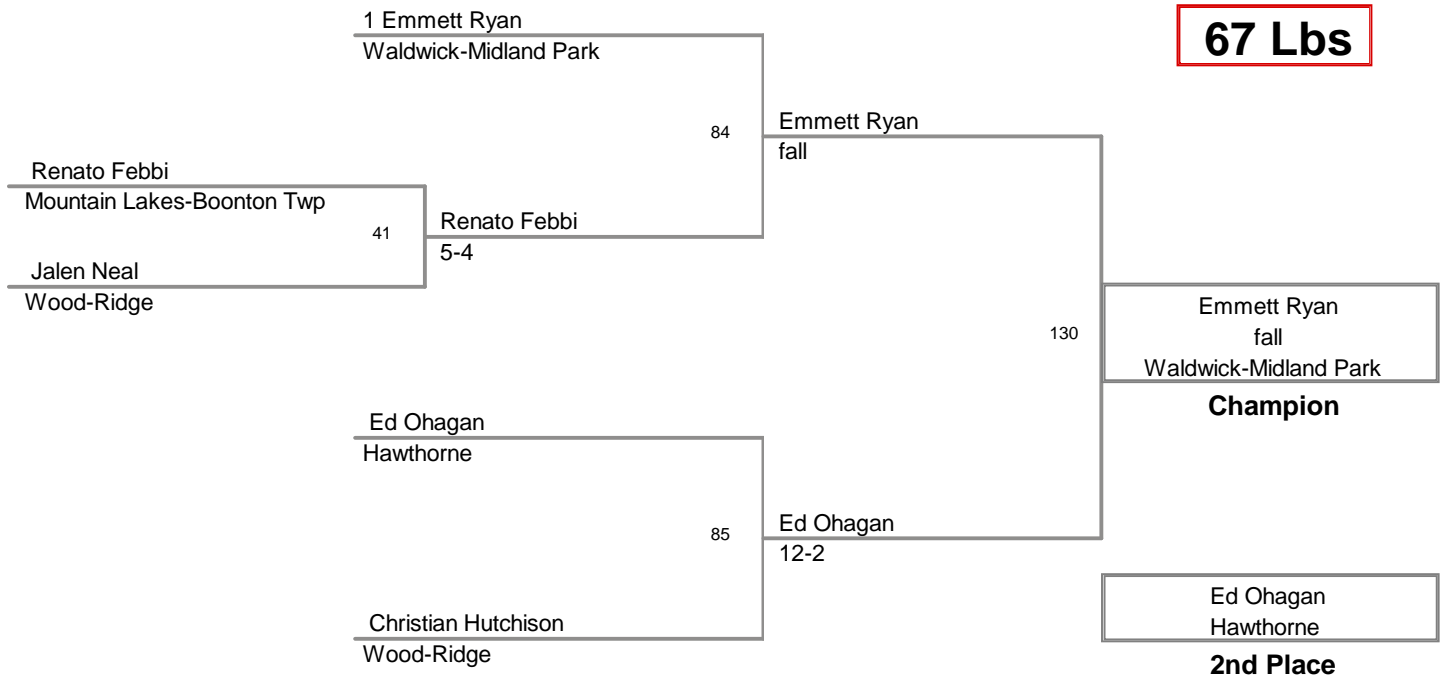 1 Emmett Ryan
Waldwick-Midland Park
67 Lbs
84
Emmett Ryan
fall
Renato Febbi
Mountain Lakes-Boonton Twp
41
Renato Febbi
5-4
Jalen Neal
Wood-Ridge
130
Emmett Ryan
fall
Waldwick-Midland Park
Champion
Ed Ohagan
Hawthorne
85
Ed Ohagan
12-2
Christian Hutchison
Wood-Ridge
Ed Ohagan
Hawthorne
2nd Place